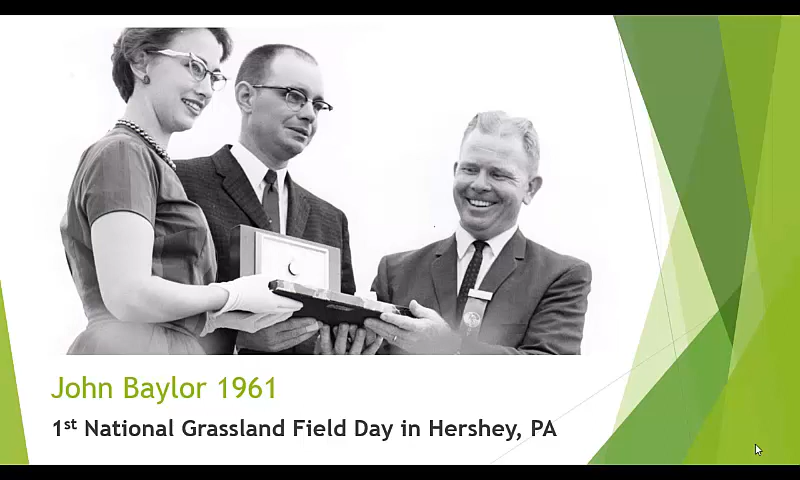 John Baylor 1961
1st National Grassland Field Day in Hershey, PA